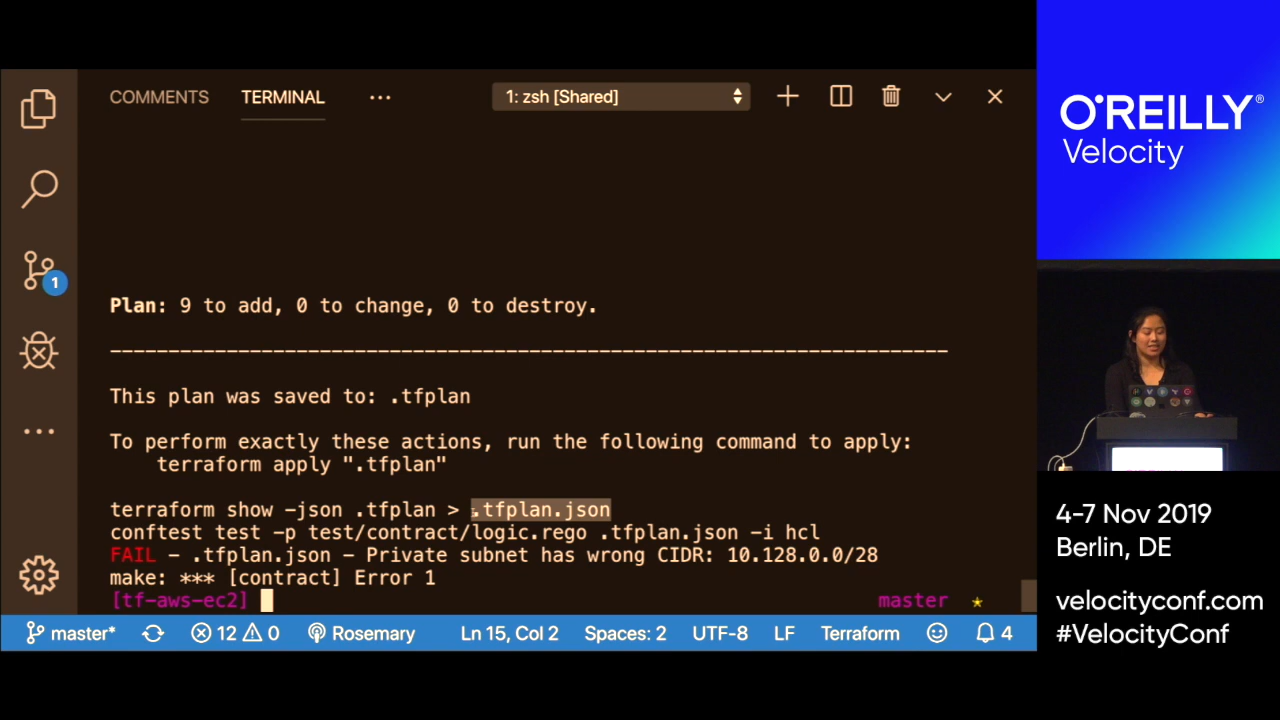 COMMENTS TERMINAL ... 1: zsh [Shared]
1
Plan: 9 to add, 0 to change, 0 to destroy.
------------------------------------------------------------------------
This plan was saved to: .tfplan
To perform exactly these actions, run the following command to apply:
terraform apply ".tfplan"
terraform show -json .tfplan > .tfplan.json
conftest test -p test/contract/logic.rego .tfplan.json -i hcl
FAIL - .tfplan.json - Private subnet has wrong CIDR: 10.128.0.0/28
make: *** [contract] Error 1
[tf-aws-ec2] master ★
master* 12 0 Rosemary Ln 15, Col 2 Spaces: 2 UTF-8 LF Terraform 4
O'REILLY®
Velocity
4-7 Nov 2019
Berlin, DE
velocityconf.com
#VelocityConf